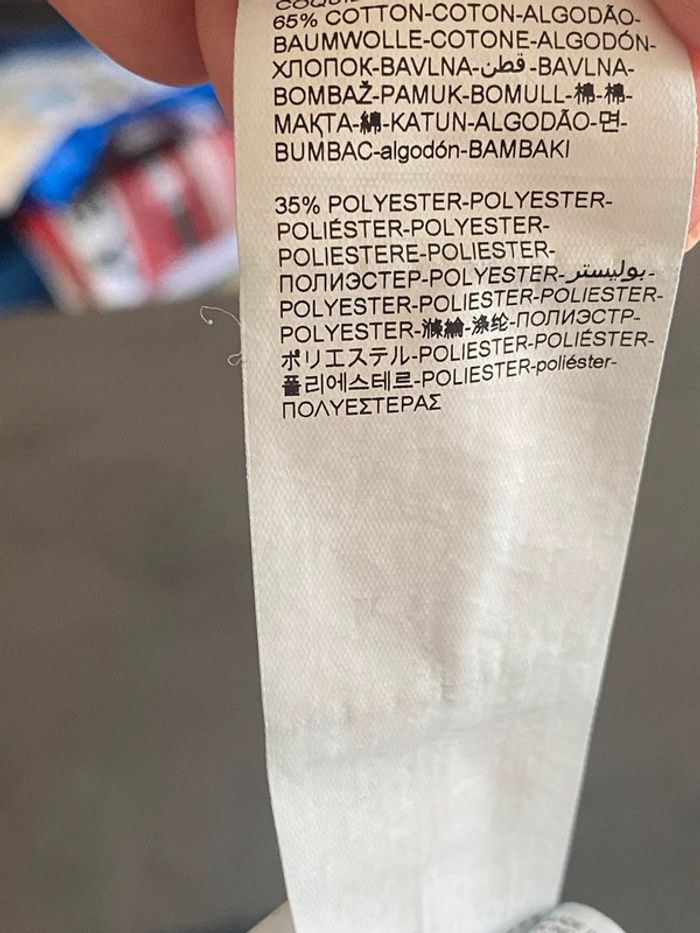 65% COTTON-COTON-ALGODÃO-
BAUMWOLLE-COTONE-ALGODÓN-
ХЛОПОК-BAVLNA-قطن-BAVLNA-
BOMBAŽ-PAMUK-BOMULL-棉-棉-
МАҚТА-綿-KATUN-ALGODÃO-면-
BUMBAC-algodón-ΒΑΜΒΑΚΙ
35% POLYESTER-POLYESTER-
POLIÉSTER-POLYESTER-
POLIESTERE-POLIESTER-
ПОЛИЭСТЕР-POLYESTER-بوليستر-
POLYESTER-POLIESTER-POLIESTER-
POLYESTER-滌綸-涤纶-ПОЛИЭСТР-
ポリエステル-POLIESTER-POLIÉSTER-
폴리에스테르-POLIESTER-poliéster-
ΠΟΛΥΕΣΤΕΡΑΣ